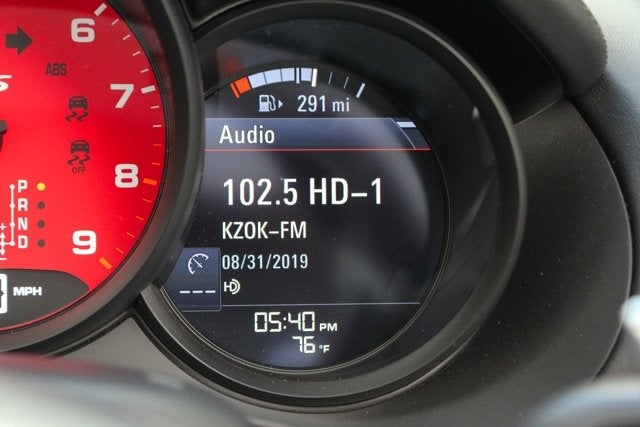 6
ABS
7
S
OFF
8
P
R
N
D
9
MPH
291 mi
Audio
102.5 HD-1
KZOK-FM
08/31/2019
---
HD
05:40 PM
76 °F